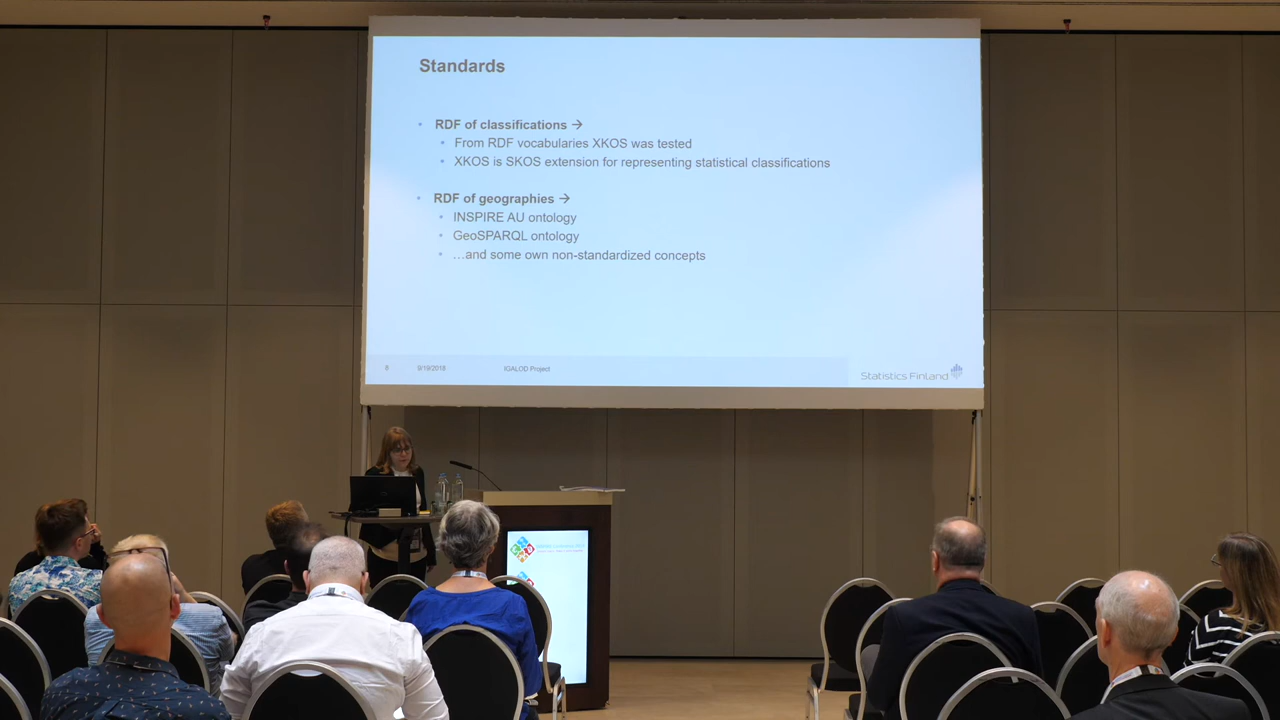 Standards
• RDF of classifications →
• From RDF vocabularies XKOS was tested
• XKOS is SKOS extension for representing statistical classifications
• RDF of geographies →
• INSPIRE AU ontology
• GeoSPARQL ontology
• …and some own non-standardized concepts
8 9/19/2018 IGALOD Project
Statistics Finland